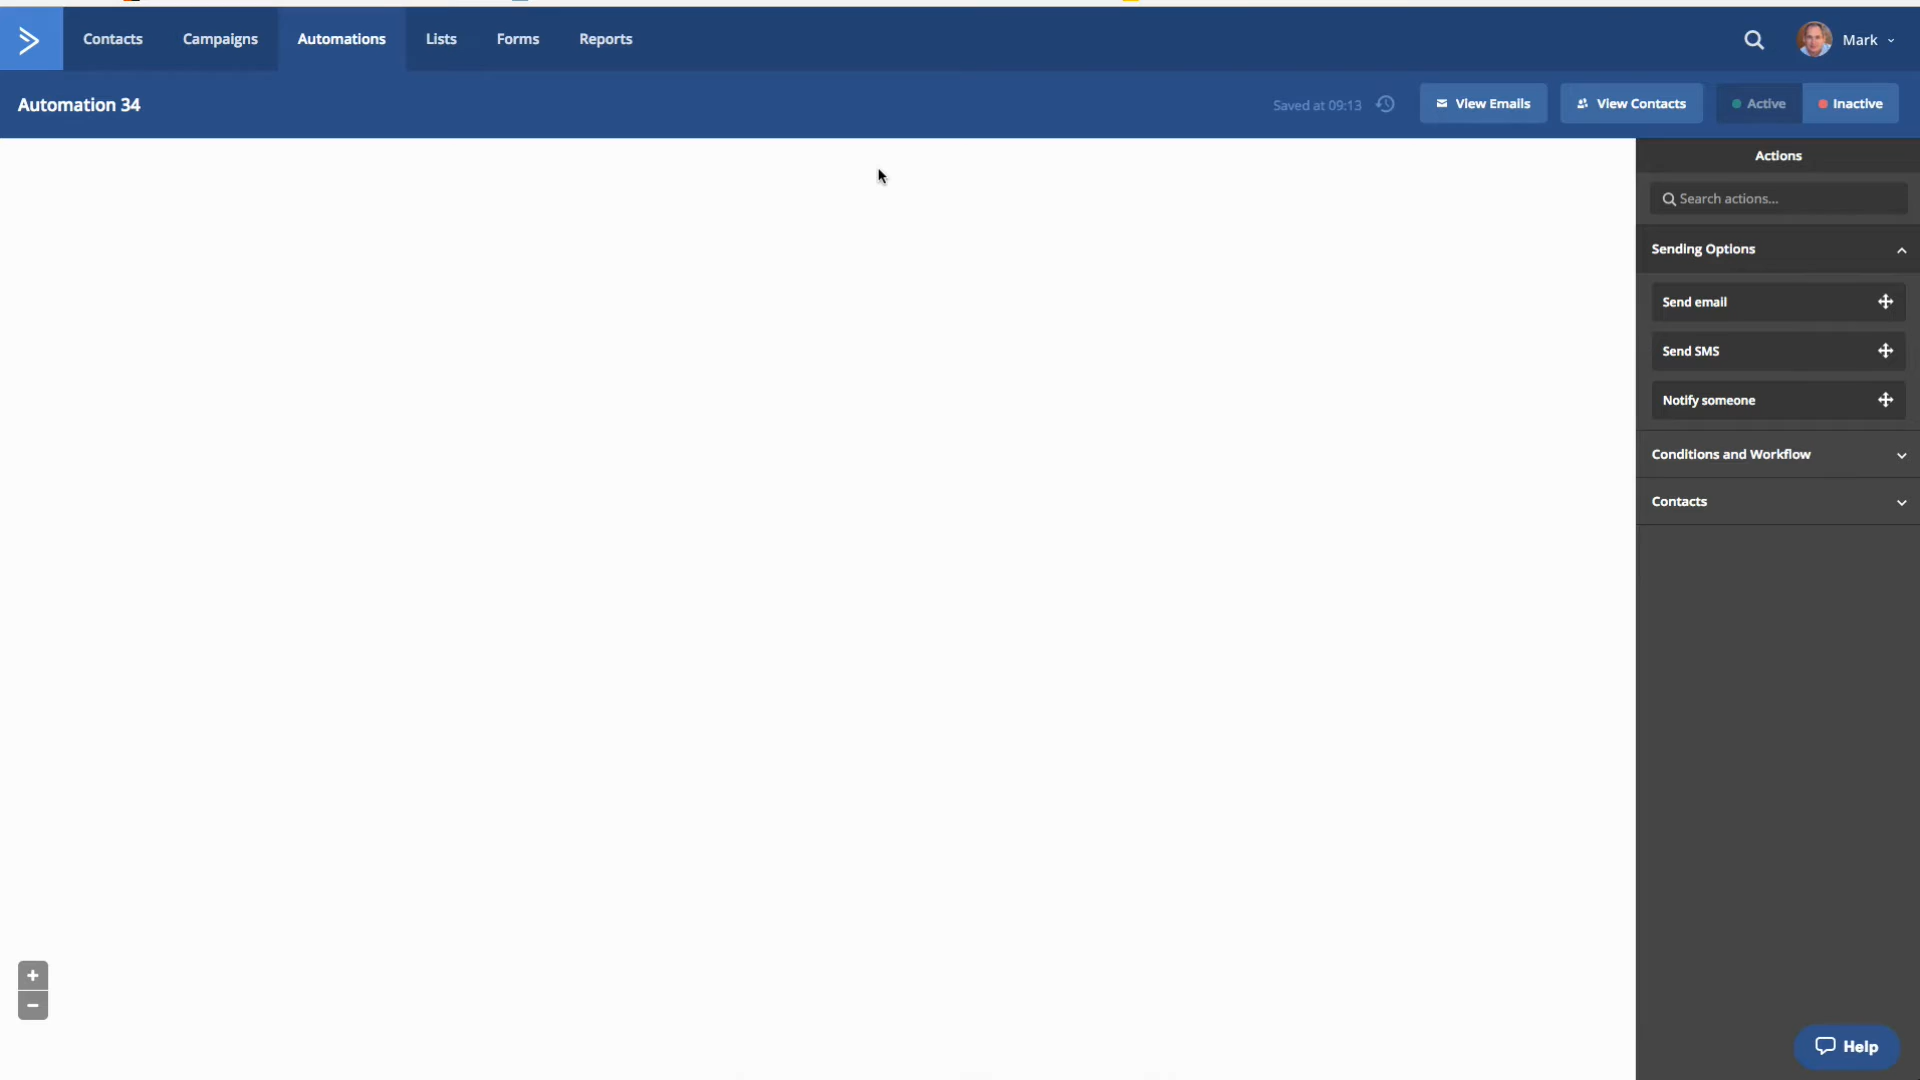 Contacts
Campaigns
Automations
Lists
Forms
Reports
Mark
Automation 34
Saved at 09:13
View Emails
View Contacts
Active
Inactive
Actions
Search actions...
Sending Options
Send email
Send SMS
Notify someone
Conditions and Workflow
Contacts
+
−
Help